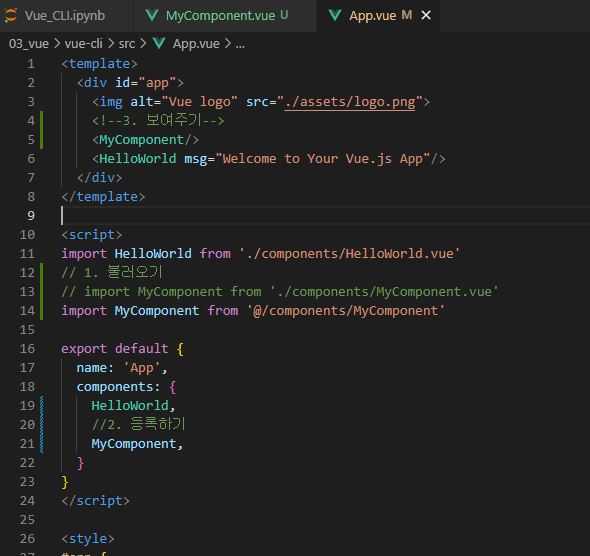 Vue_CLI.ipynb MyComponent.vue U App.vue M ×
03_vue > vue-cli > src > App.vue > ...
1 <template>
2 <div id="app">
3 <img alt="Vue logo" src="./assets/logo.png">
4 <!--3. 보여주기-->
5 <MyComponent/>
6 <HelloWorld msg="Welcome to Your Vue.js App"/>
7 </div>
8 </template>
9
10 <script>
11 import HelloWorld from './components/HelloWorld.vue'
12 // 1. 불러오기
13 // import MyComponent from './components/MyComponent.vue'
14 import MyComponent from '@/components/MyComponent'
15
16 export default {
17 name: 'App',
18 components: {
19 HelloWorld,
20 //2. 등록하기
21 MyComponent,
22 }
23 }
24 </script>
25
26 <style>
27 #app {